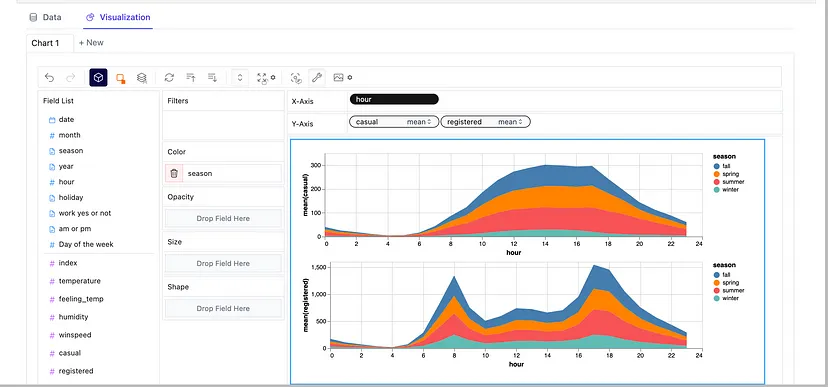 Data Visualization
Chart 1 + New
Field List
date
month
season
year
hour
holiday
work yes or not
am or pm
Day of the week
index
temperature
feeling_temp
humidity
winspeed
casual
registered
Filters
Color
season
Opacity
Drop Field Here
Size
Drop Field Here
Shape
Drop Field Here
X-Axis hour
Y-Axis casual mean registered mean
mean(casual)
300
200
100
0
0 2 4 6 8 10 12 14 16 18 20 22 24
hour
season
fall
spring
summer
winter
mean(registered)
1,500
1,000
500
0
0 2 4 6 8 10 12 14 16 18 20 22 24
hour
season
fall
spring
summer
winter